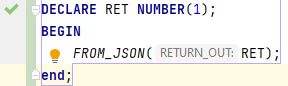 DECLARE RET NUMBER(1);
BEGIN
FROM_JSON( RETURN_OUT: RET);
end;